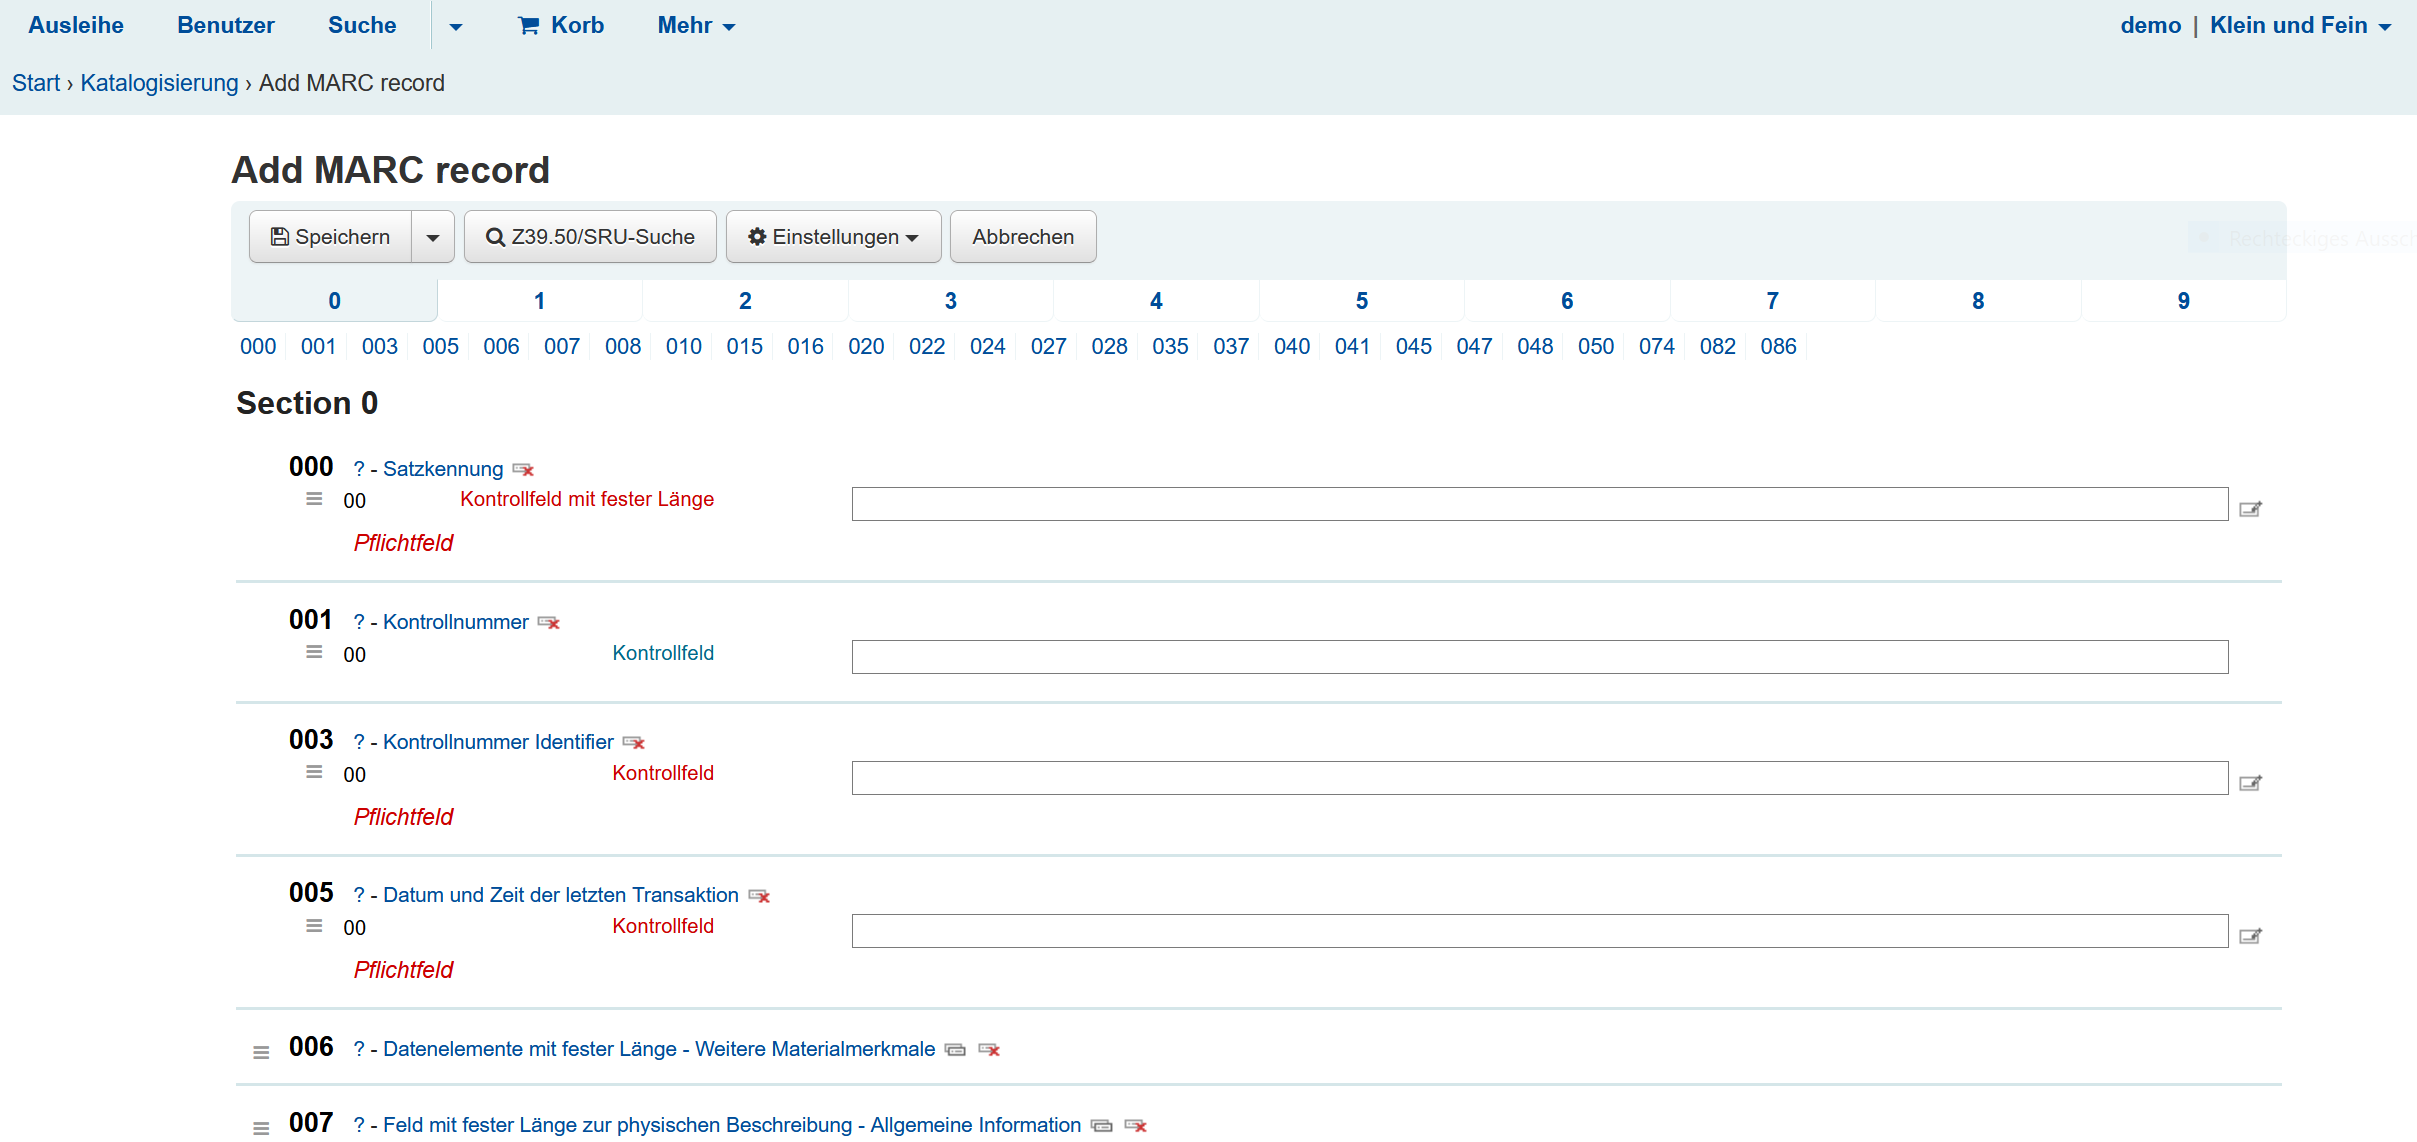 Ausleihe Benutzer Suche Korb Mehr demo | Klein und Fein
Start › Katalogisierung › Add MARC record
Add MARC record
Speichern Z39.50/SRU-Suche Einstellungen Abbrechen
Rechteckiges Aussch
0 1 2 3 4 5 6 7 8 9
000 001 003 005 006 007 008 010 015 016 020 022 024 027 028 035 037 040 041 045 047 048 050 074 082 086
Section 0
000 ? - Satzkennung
00 Kontrollfeld mit fester Länge
Pflichtfeld
001 ? - Kontrollnummer
00 Kontrollfeld
003 ? - Kontrollnummer Identifier
00 Kontrollfeld
Pflichtfeld
005 ? - Datum und Zeit der letzten Transaktion
00 Kontrollfeld
Pflichtfeld
006 ? - Datenelemente mit fester Länge - Weitere Materialmerkmale
007 ? - Feld mit fester Länge zur physischen Beschreibung - Allgemeine Information